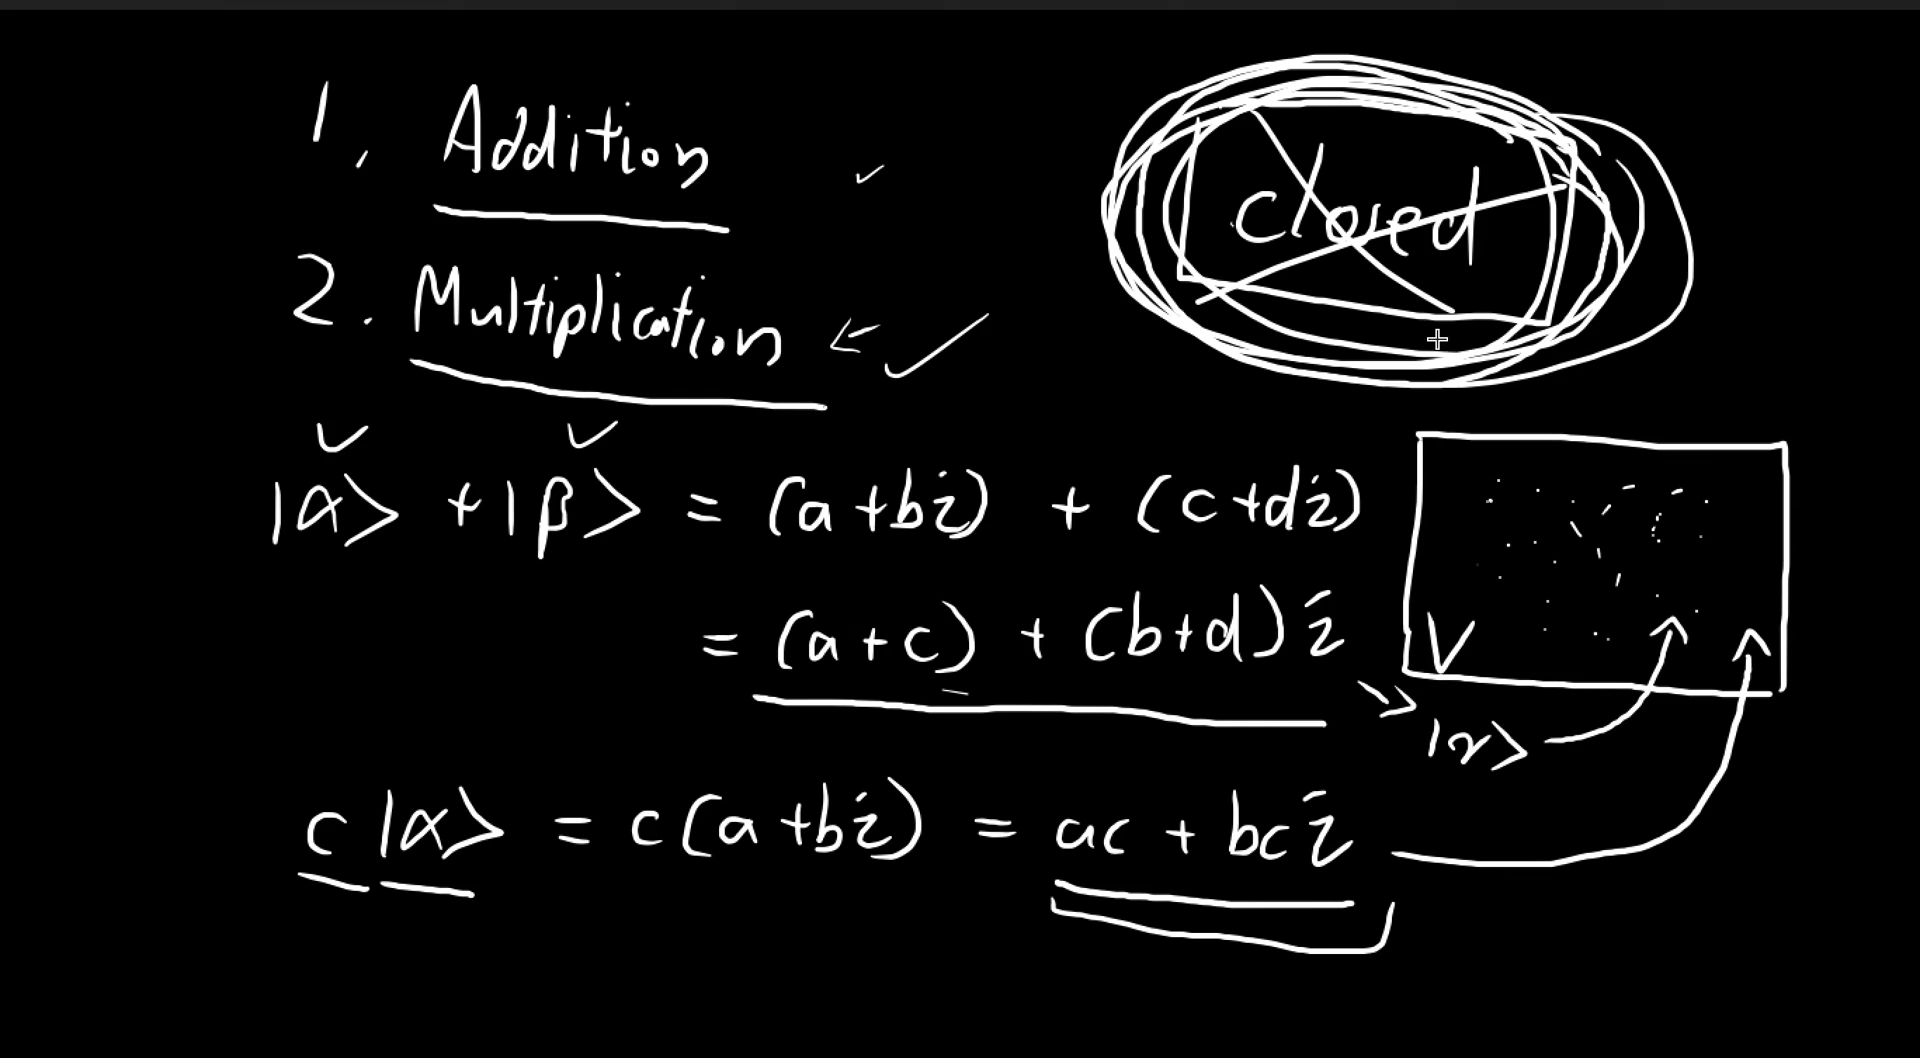 1. Addition
closed
2. Multiplication
|α> + |β> = (a+bi) + (c+di)
= (a+c) + (b+d)i
V
|γ>
c|α> = c(a+bi) = ac + bci